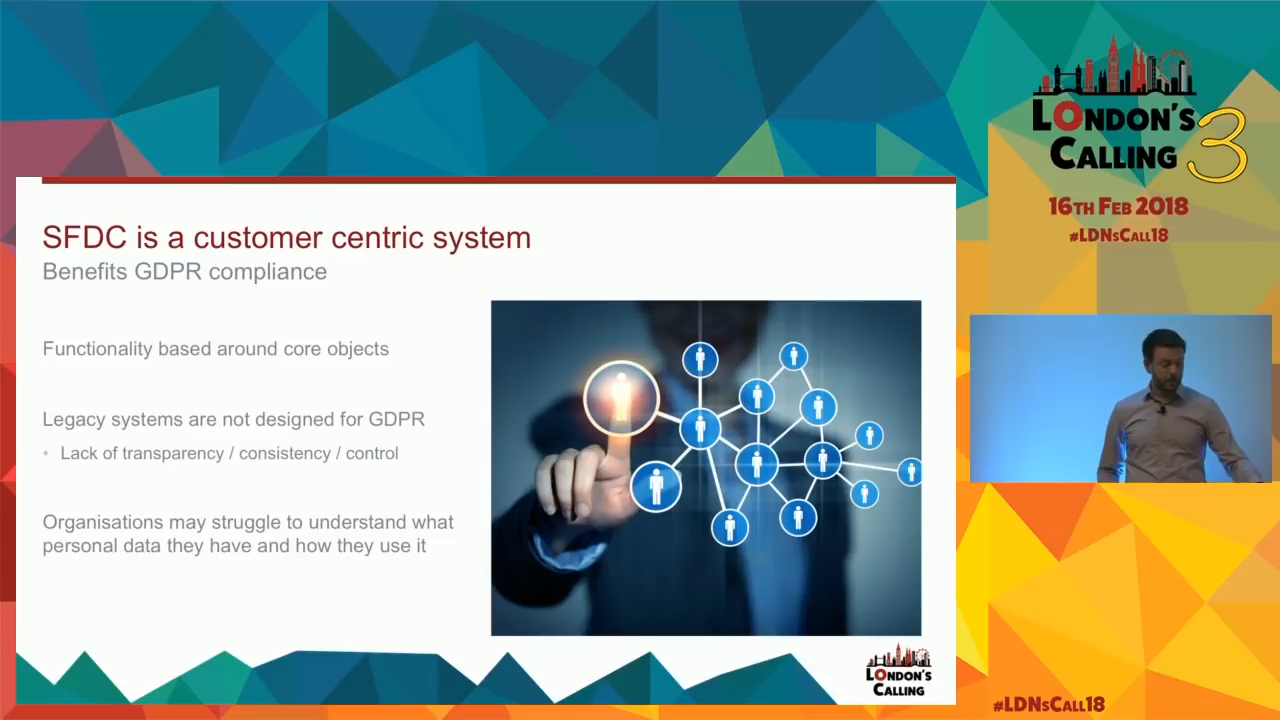 LONDON'S
CALLING 3
16TH FEB 2018
#LDNSCALL18
SFDC is a customer centric system
Benefits GDPR compliance
Functionality based around core objects
Legacy systems are not designed for GDPR
• Lack of transparency / consistency / control
Organisations may struggle to understand what
personal data they have and how they use it
LONDON'S
CALLING
#LDNSCALL18